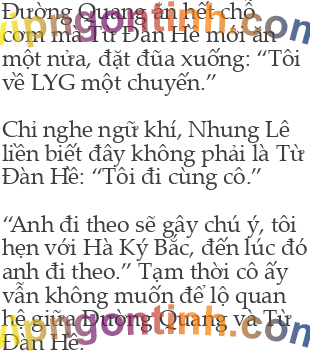 Đường Quang ăn hết chỗ
cơm mà Từ Đàn Hề mới ăn
một nửa, đặt đũa xuống: “Tôi
về LYG một chuyến.”
Chỉ nghe ngữ khí, Nhung Lê
liền biết đây không phải là Từ
Đàn Hề: “Tôi đi cùng cô.”
“Anh đi theo sẽ gây chú ý, tôi
hẹn với Hà Ký Bắc, đến lúc đó
anh đi theo.” Tạm thời cô ấy
vẫn không muốn để lộ quan
hệ giữa Đường Quang và Từ
Đàn Hề.